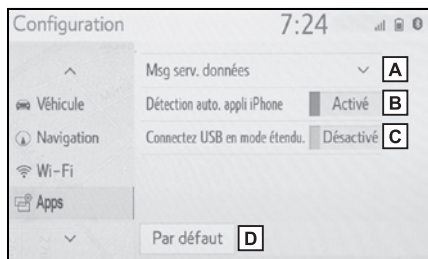 Configuration 7:24
Msg serv. données A
Véhicule
Détection auto. appli iPhone Activé B
Navigation
Connectez USB en mode étendu. Désactivé C
Wi-Fi
Apps
Par défaut D